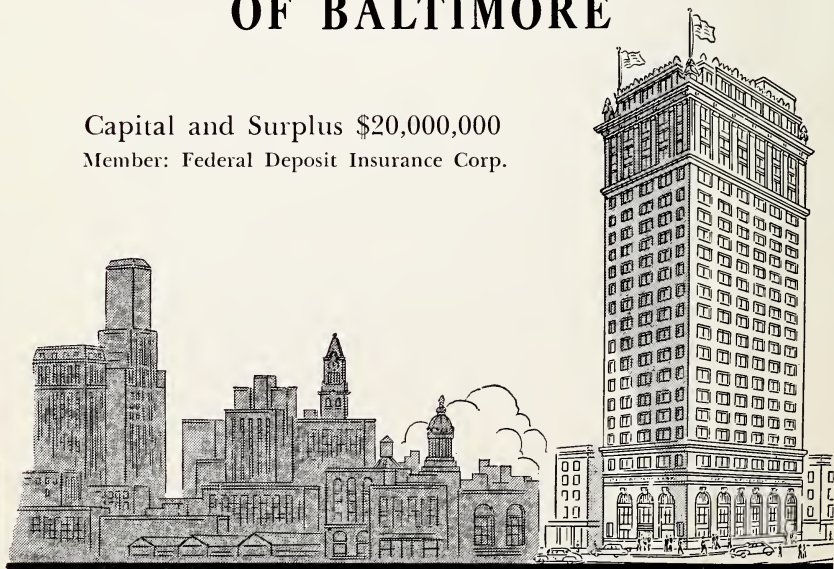 OF BALTIMORE
Capital and Surplus $20,000,000
Member: Federal Deposit Insurance Corp.